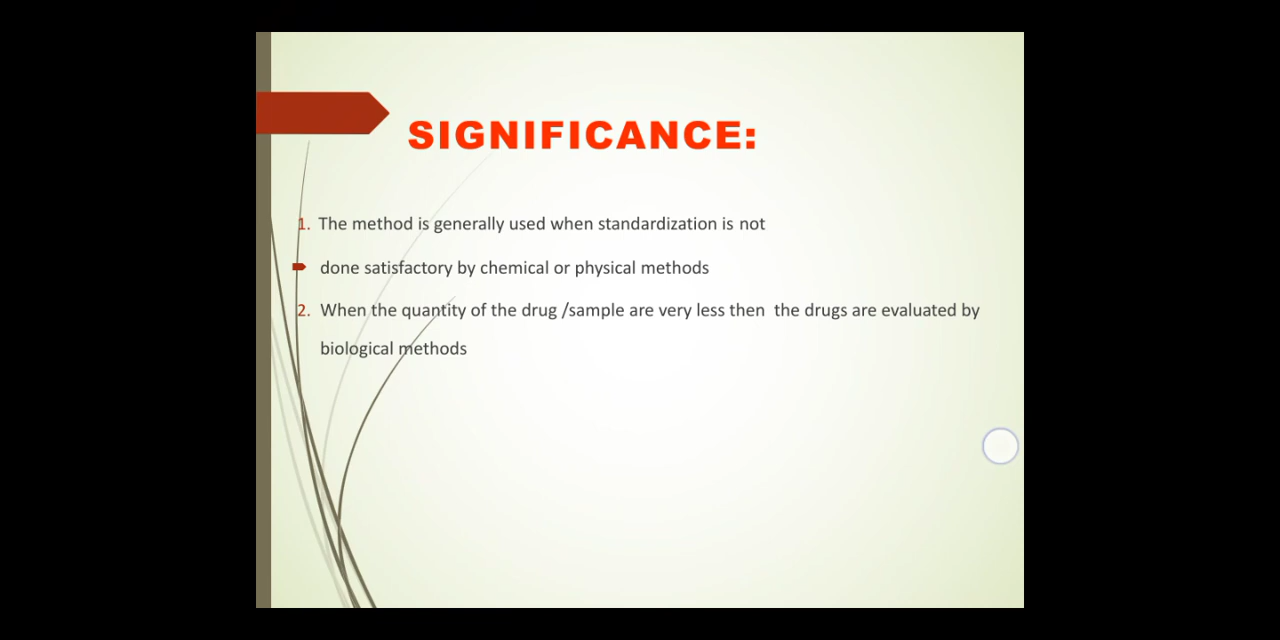 SIGNIFICANCE:
1. The method is generally used when standardization is not
done satisfactory by chemical or physical methods
2. When the quantity of the drug /sample are very less then  the drugs are evaluated by
biological methods